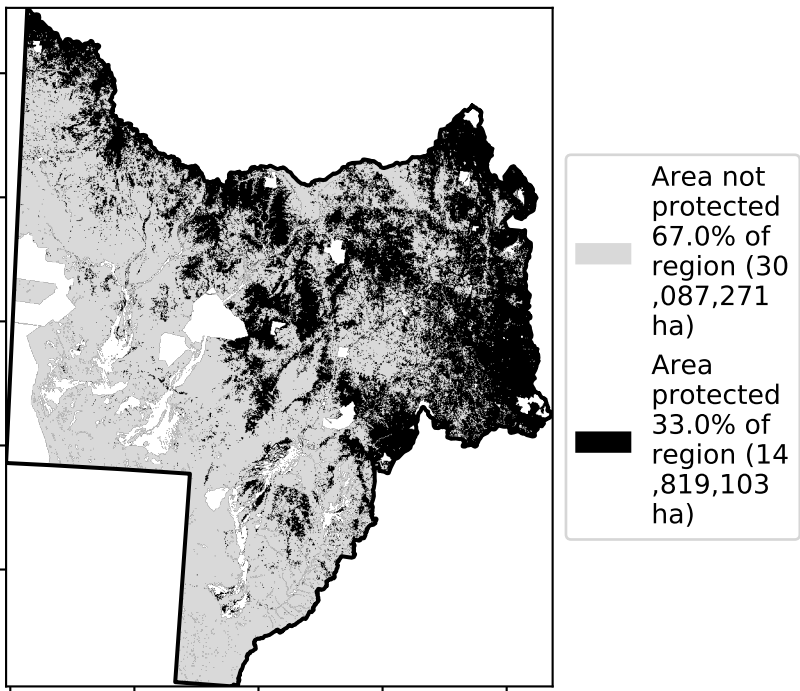 Area not
protected
67.0% of
region (30
,087,271
ha)
Area
protected
33.0% of
region (14
,819,103
ha)